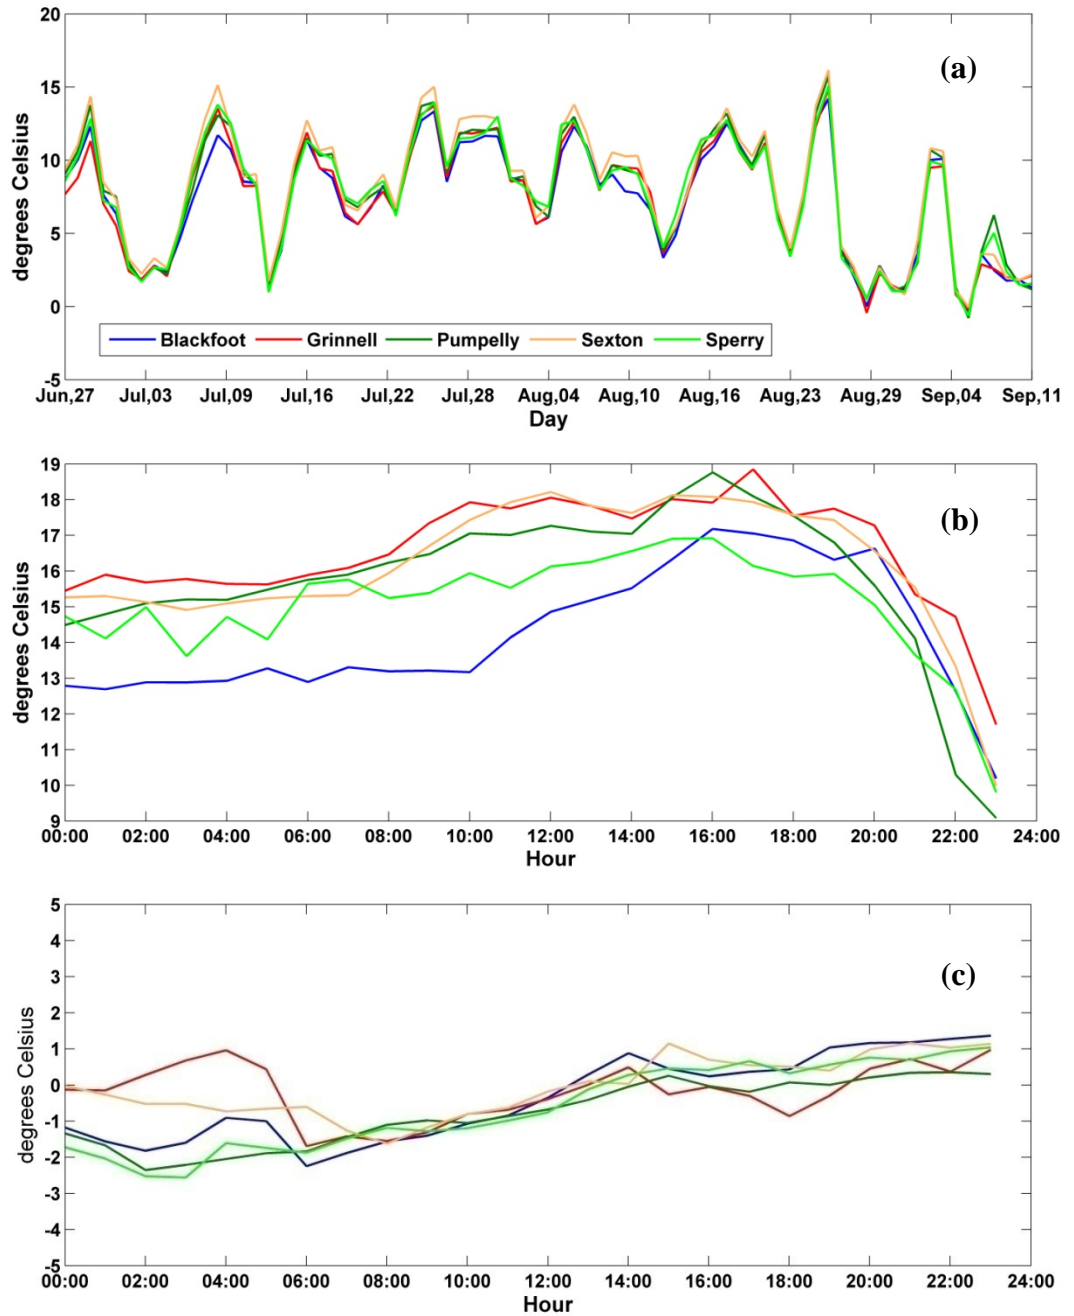 20
15
10
5
0
-5
degrees Celsius
(a)
Blackfoot Grinnell Pumpelly Sexton Sperry
Jun,27 Jul,03 Jul,09 Jul,16 Jul,22 Jul,28 Aug,04 Aug,10 Aug,16 Aug,23 Aug,29 Sep,04 Sep,11
Day
19
18
17
16
15
14
13
12
11
10
9
degrees Celsius
(b)
00:00 02:00 04:00 06:00 08:00 10:00 12:00 14:00 16:00 18:00 20:00 22:00 24:00
Hour
5
4
3
2
1
0
-1
-2
-3
-4
-5
degrees Celsius
(c)
00:00 02:00 04:00 06:00 08:00 10:00 12:00 14:00 16:00 18:00 20:00 22:00 24:00
Hour